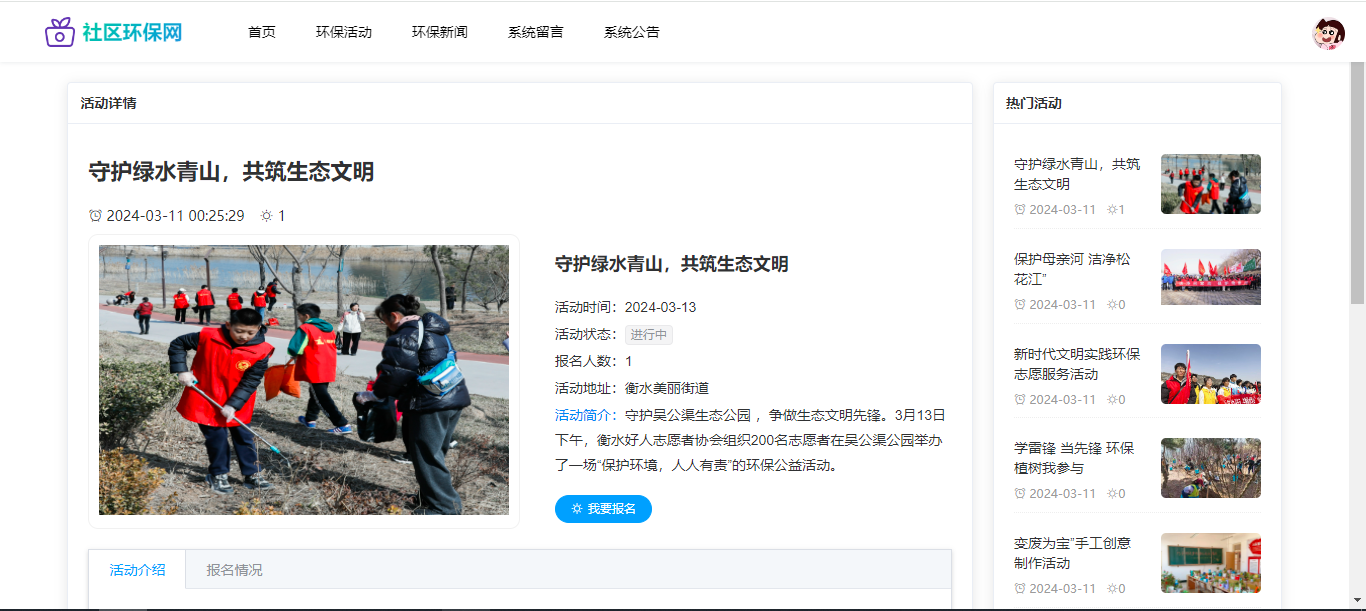 社区环保网
首页
环保活动
环保新闻
系统留言
系统公告
活动详情
守护绿水青山，共筑生态文明
2024-03-11 00:25:29
1
守护绿水青山，共筑生态文明
活动时间：2024-03-13
活动状态：进行中
报名人数：1
活动地址：衡水美丽街道
活动简介：守护吴公渠生态公园 ，争做生态文明先锋。3月13日
下午，衡水好人志愿者协会组织200名志愿者在吴公渠公园举办
了一场“保护环境，人人有责”的环保公益活动。
我要报名
活动介绍
报名情况
热门活动
守护绿水青山，共筑
生态文明
2024-03-11 1
保护母亲河 洁净松
花江”
2024-03-11 0
新时代文明实践环保
志愿服务活动
2024-03-11 0
学雷锋 当先锋 环保
植树我参与
2024-03-11 0
变废为宝”手工创意
制作活动
2024-03-11 0